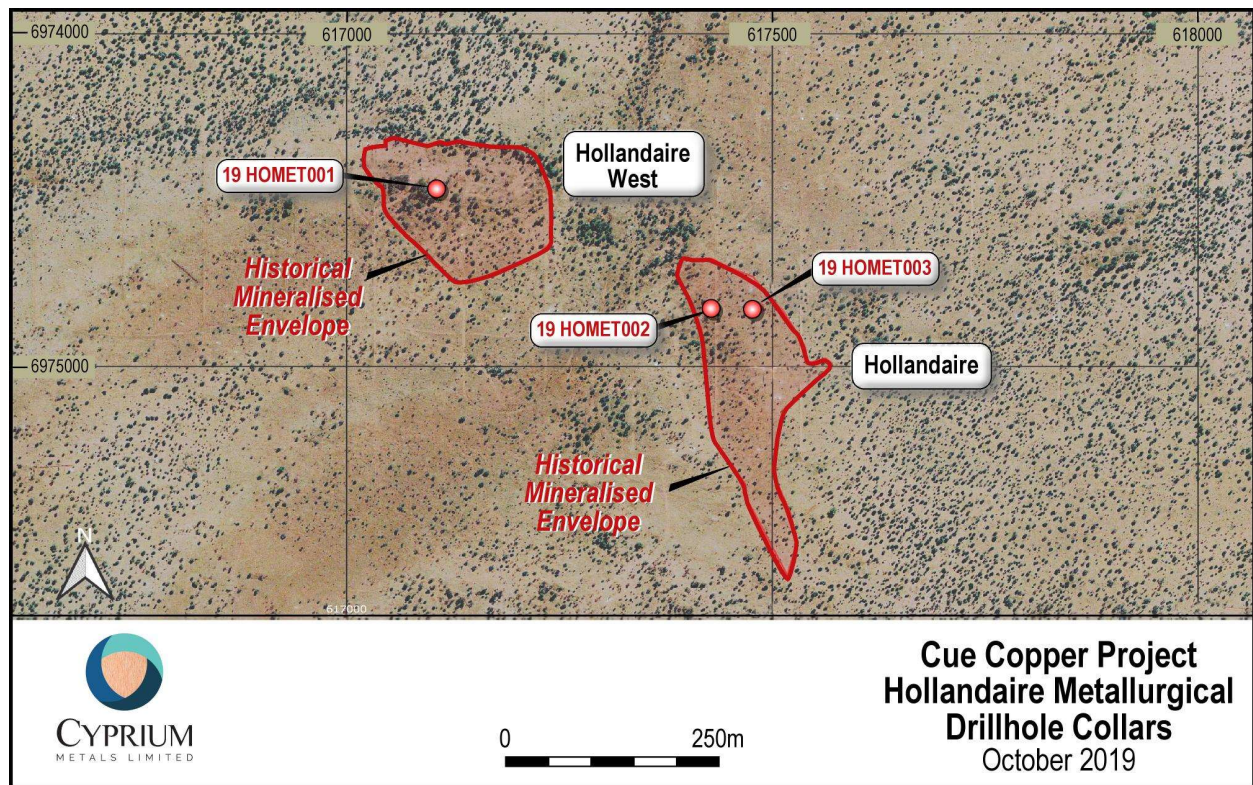 6974000
617000
617500
618000
19 HOMET001
Hollandaire
West
Historical
Mineralised
Envelope
19 HOMET003
19 HOMET002
6975000
Hollandaire
Historical
Mineralised
Envelope
N
617000
CYPRIUM
METALS LIMITED
0
250m
Cue Copper Project
Hollandaire Metallurgical
Drillhole Collars
October 2019